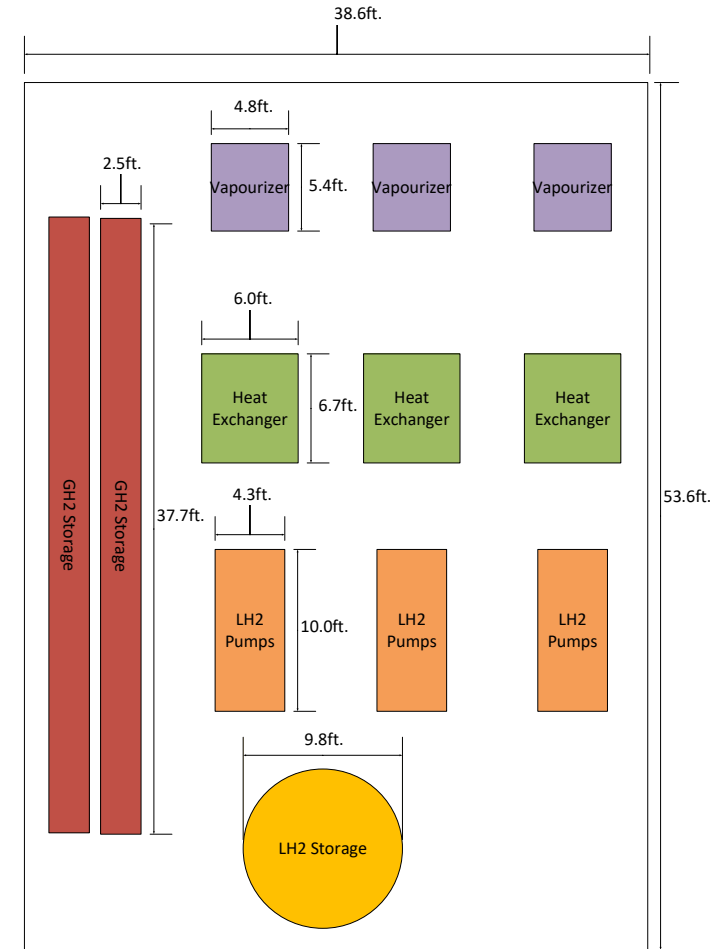 38.6ft.
4.8ft.
2.5ft.
Vapourizer
5.4ft.
Vapourizer
Vapourizer
6.0ft.
Heat
Exchanger
6.7ft.
Heat
Exchanger
Heat
Exchanger
GH2 Storage
GH2 Storage
37.7ft.
53.6ft.
4.3ft.
LH2
Pumps
10.0ft.
LH2
Pumps
LH2
Pumps
9.8ft.
LH2 Storage